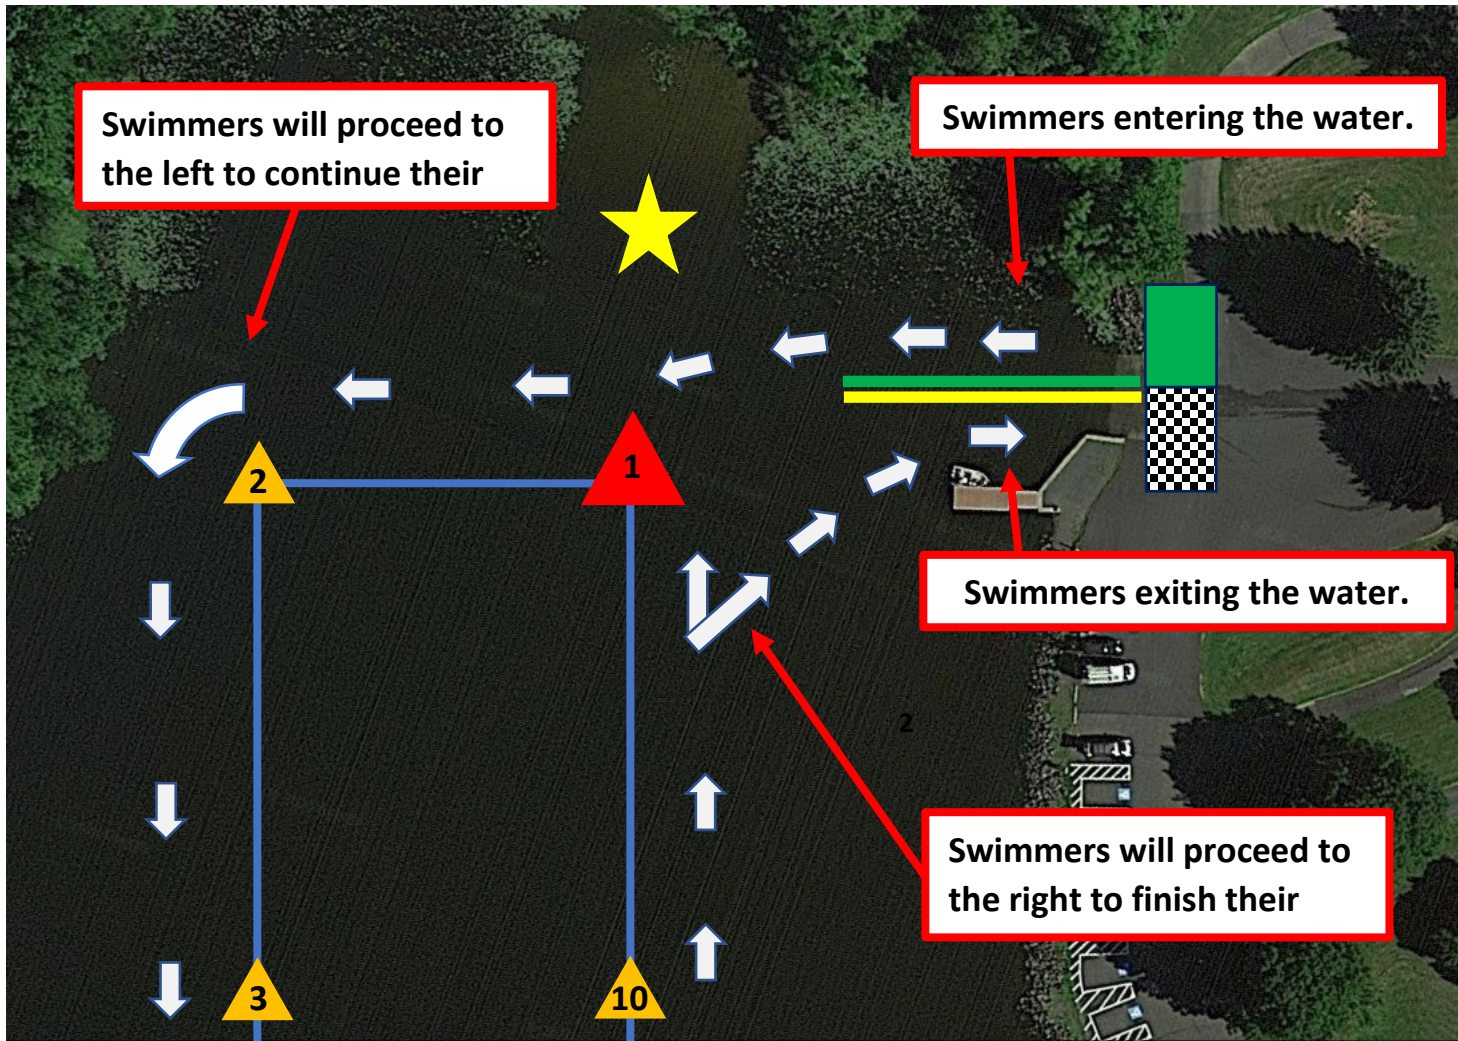 Swimmers will proceed to
the left to continue their
Swimmers entering the water.
1
2
Swimmers exiting the water.
2
Swimmers will proceed to
the right to finish their
3
10